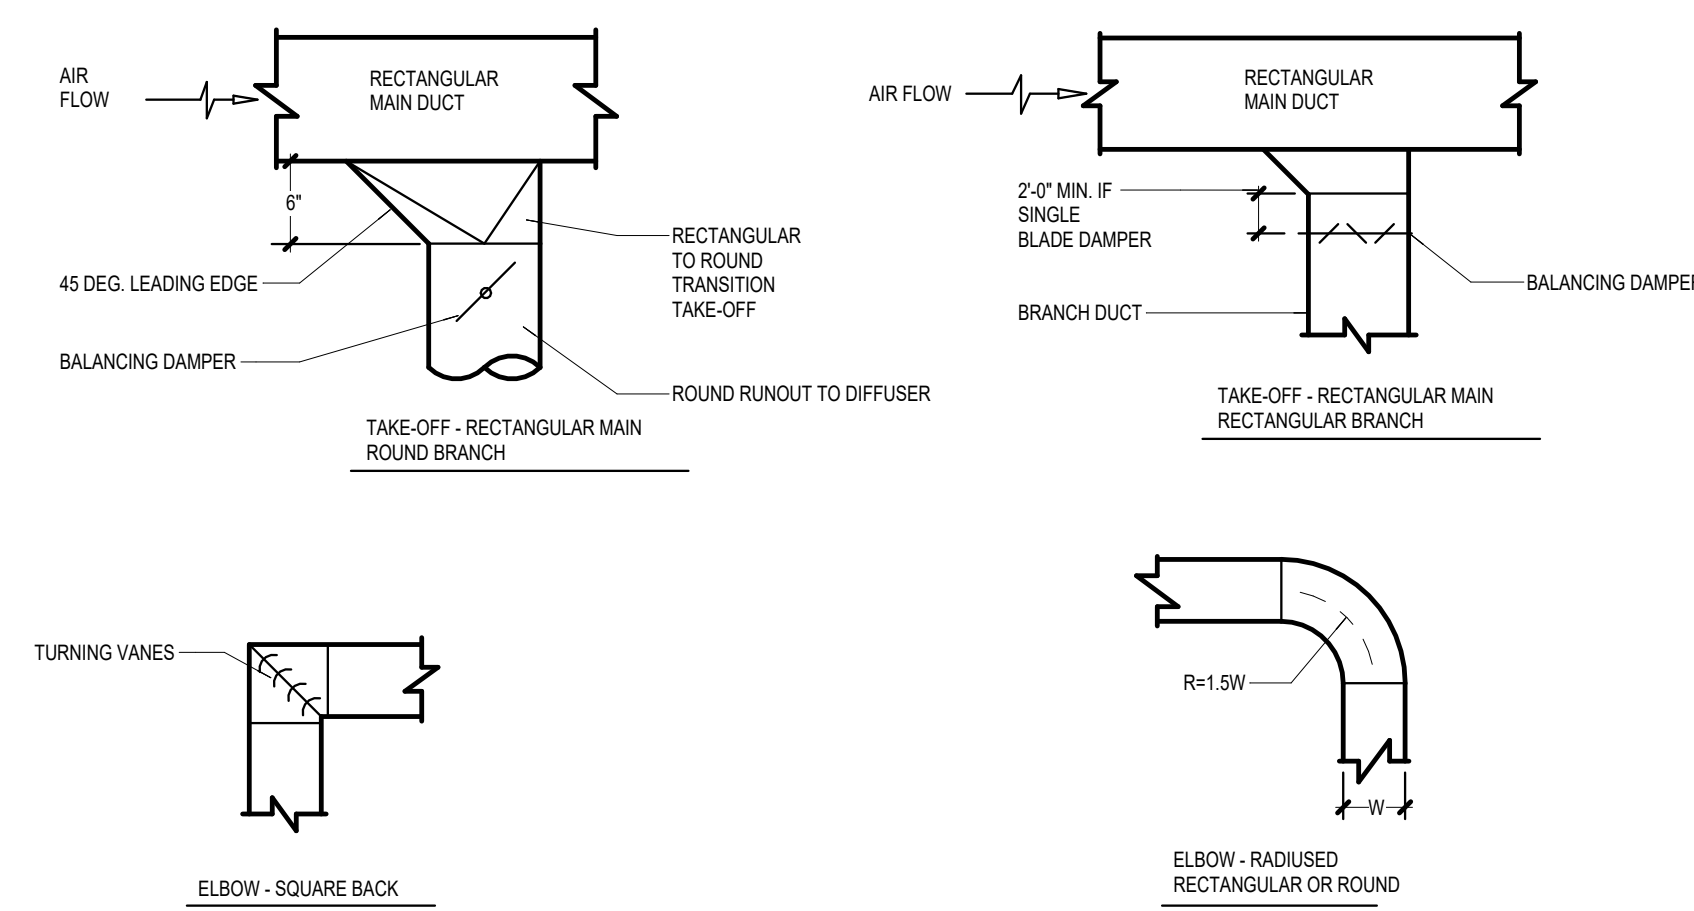 AIR
FLOW
RECTANGULAR
MAIN DUCT
6"
45 DEG. LEADING EDGE
BALANCING DAMPER
RECTANGULAR
TO ROUND
TRANSITION
TAKE-OFF
ROUND RUNOUT TO DIFFUSER
TAKE-OFF - RECTANGULAR MAIN
ROUND BRANCH
AIR FLOW
RECTANGULAR
MAIN DUCT
2'-0" MIN. IF
SINGLE
BLADE DAMPER
BRANCH DUCT
BALANCING DAMPER
TAKE-OFF - RECTANGULAR MAIN
RECTANGULAR BRANCH
TURNING VANES
ELBOW - SQUARE BACK
R=1.5W
W
ELBOW - RADIUSED
RECTANGULAR OR ROUND